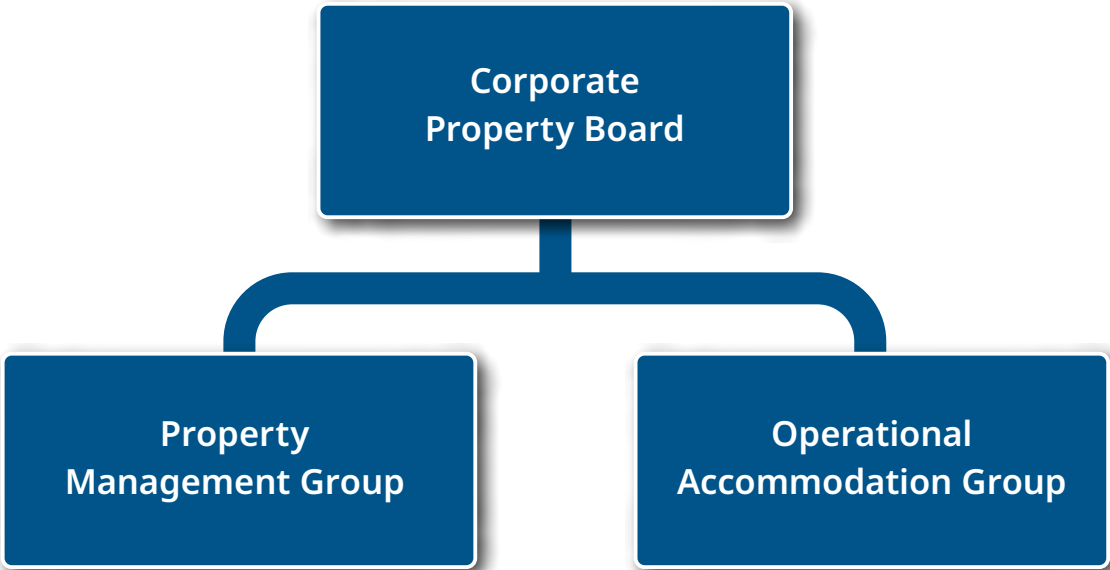 Corporate
Property Board
Property
Management Group
Operational
Accommodation Group